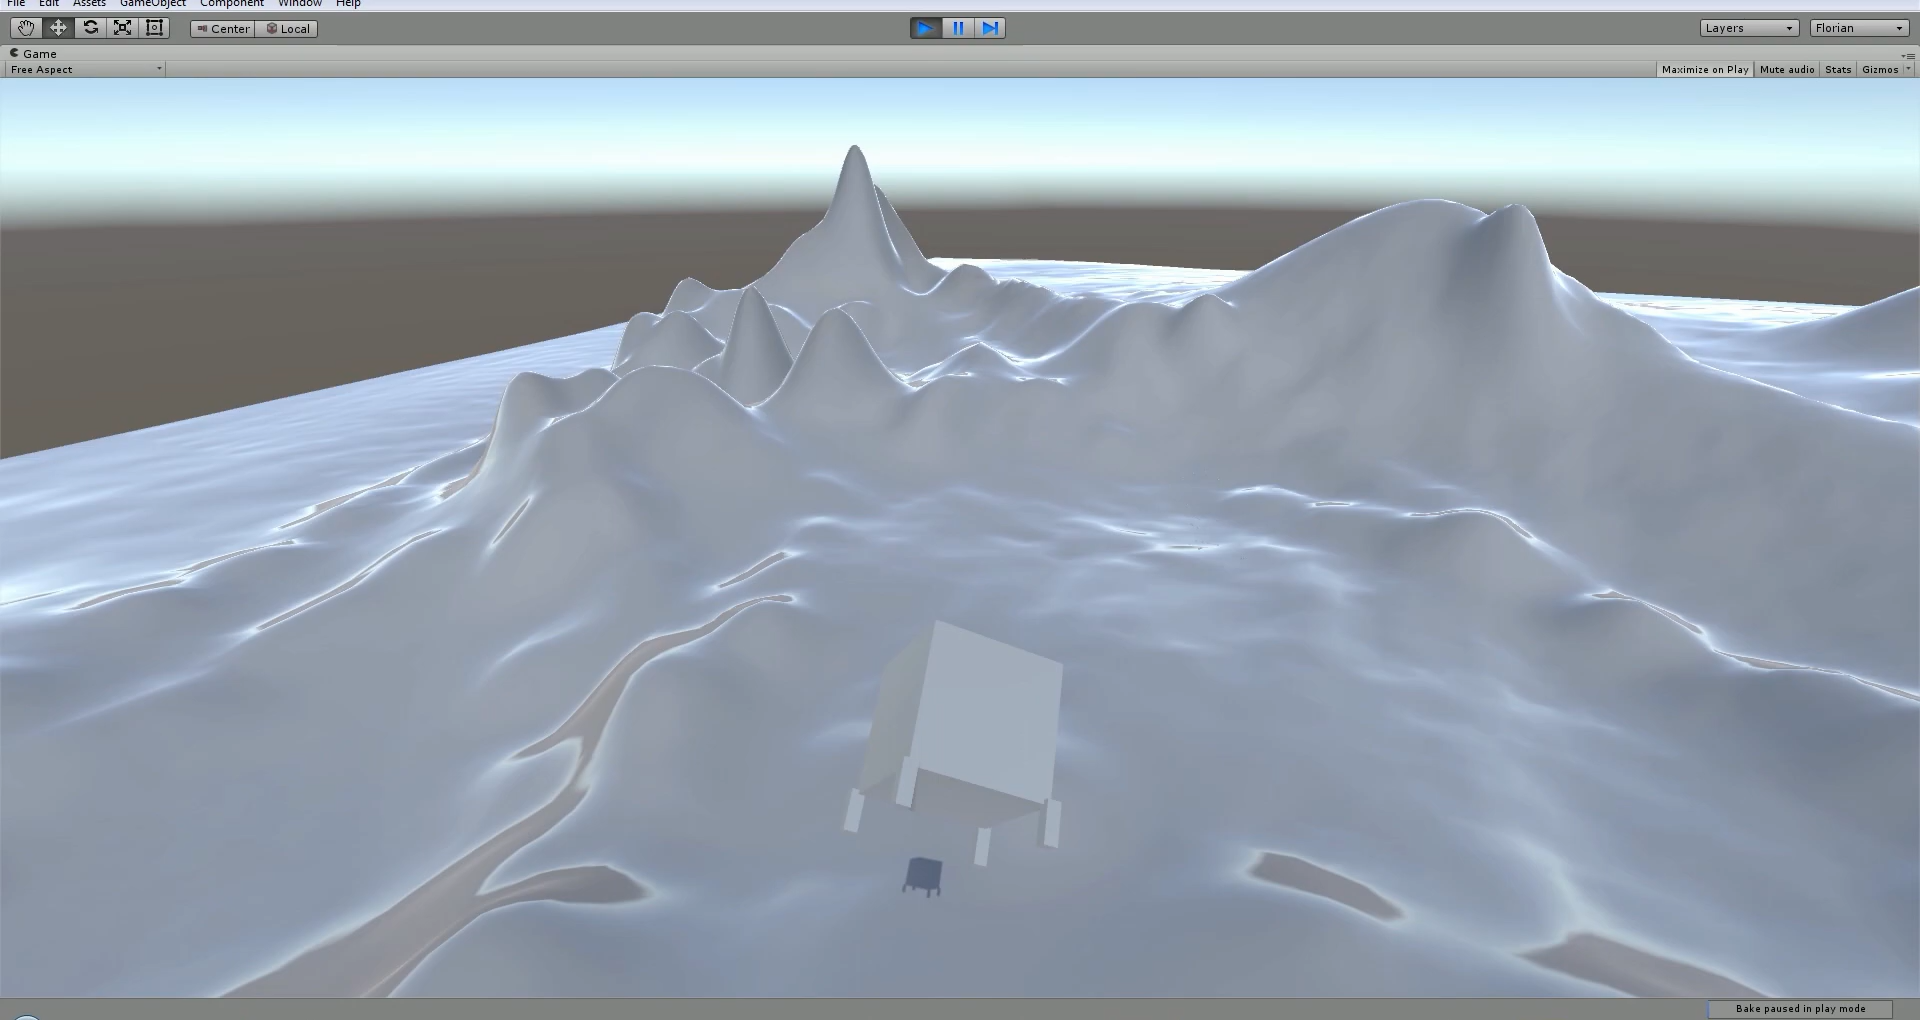 File Edit Assets GameObject Component Window Help
Center Local Layers Florian
Game
Free Aspect Maximize on Play Mute audio Stats Gizmos
Bake paused in play mode